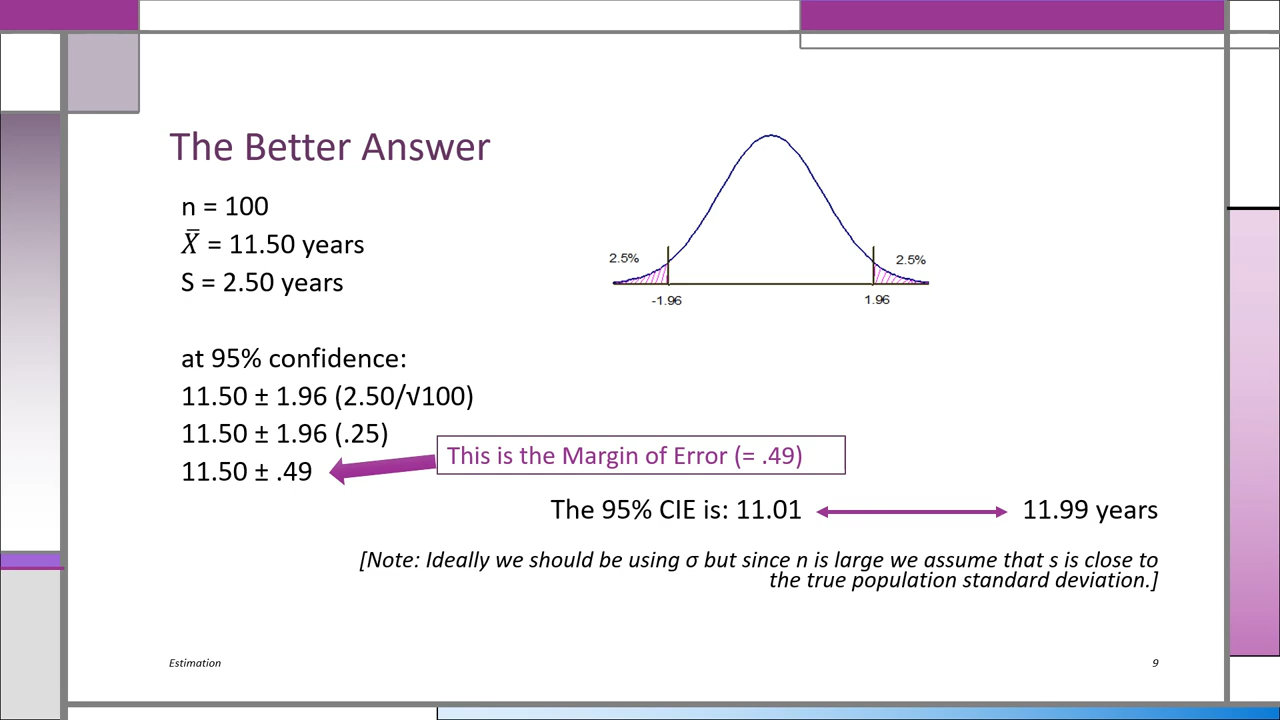 The Better Answer
n = 100
X̄ = 11.50 years
S = 2.50 years
2.5%
2.5%
-1.96
1.96
at 95% confidence:
11.50 ± 1.96 (2.50/√100)
11.50 ± 1.96 (.25)
11.50 ± .49
This is the Margin of Error (= .49)
The 95% CIE is: 11.01 11.99 years
[Note: Ideally we should be using σ but since n is large we assume that s is close to
the true population standard deviation.]
Estimation
9